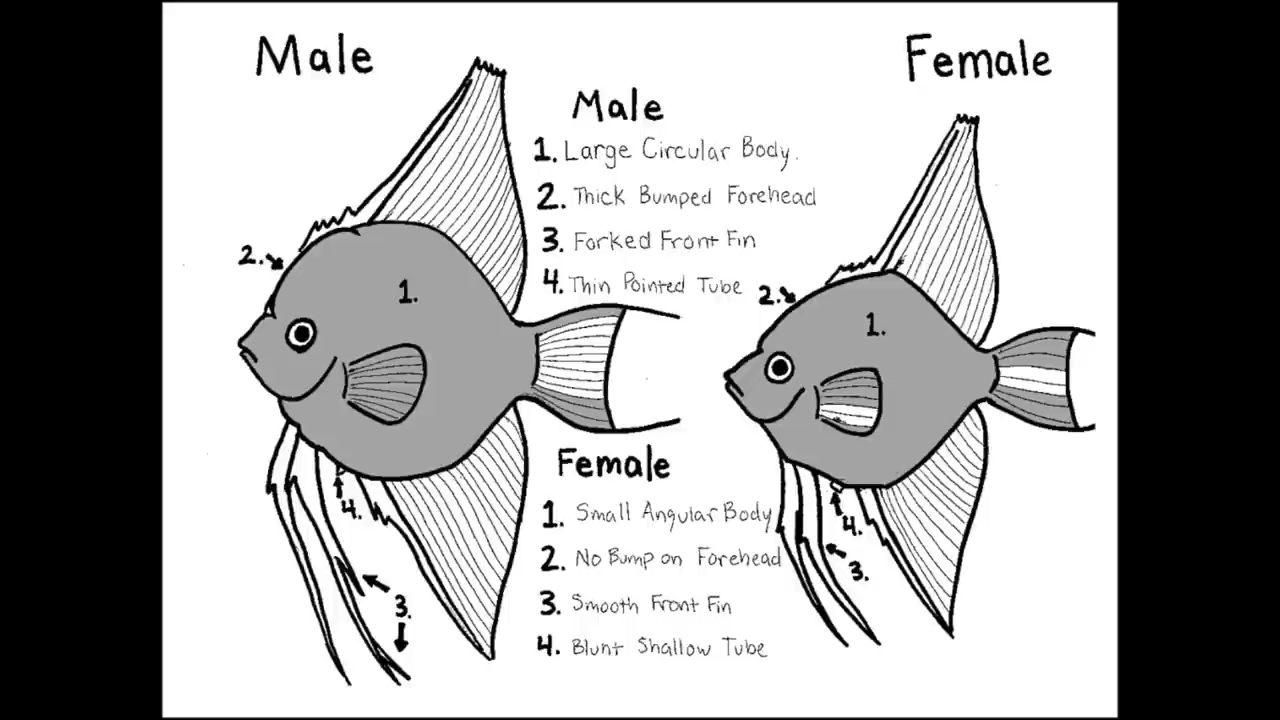 Male
Female
Male
1. Large Circular Body.
2. Thick Bumped Forehead
3. Forked Front Fin
4. Thin Pointed Tube
2.
1.
2.
1.
4.
3.
Female
1. Small Angular Body
2. No Bump on Forehead
3. Smooth Front Fin
4. Blunt Shallow Tube
4.
3.